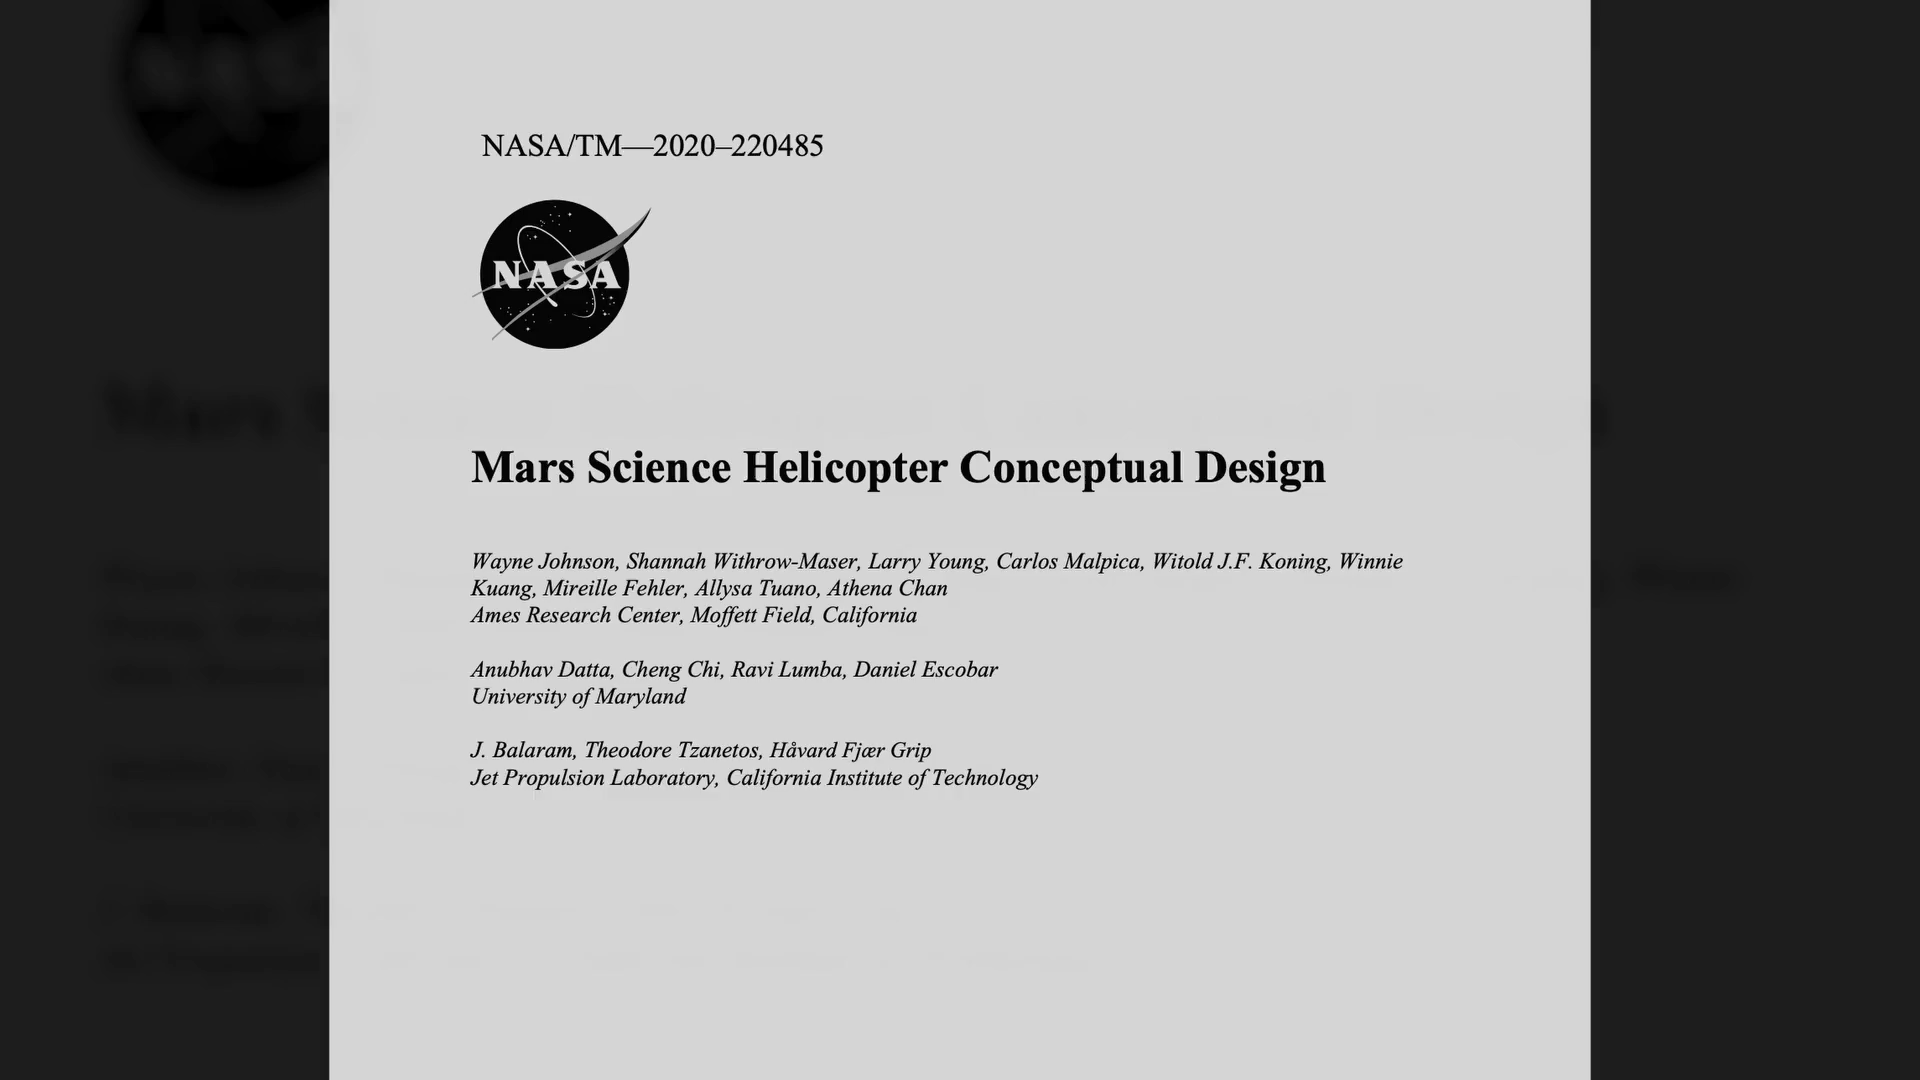 NASA/TM—2020–220485
NASA
Mars Science Helicopter Conceptual Design
Wayne Johnson, Shannah Withrow-Maser, Larry Young, Carlos Malpica, Witold J.F. Koning, Winnie
Kuang, Mireille Fehler, Allysa Tuano, Athena Chan
Ames Research Center, Moffett Field, California
Anubhav Datta, Cheng Chi, Ravi Lumba, Daniel Escobar
University of Maryland
J. Balaram, Theodore Tzanetos, Håvard Fjær Grip
Jet Propulsion Laboratory, California Institute of Technology